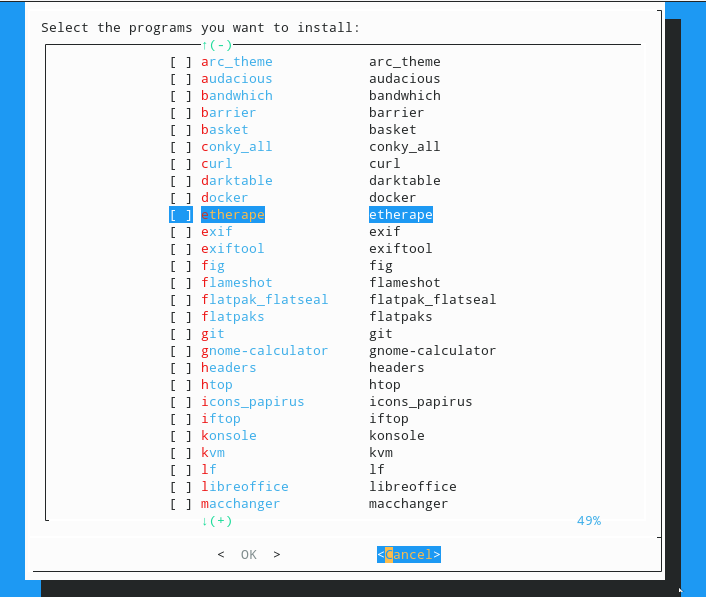 Select the programs you want to install:
↑(-)
[ ] arc_theme arc_theme
[ ] audacious audacious
[ ] bandwhich bandwhich
[ ] barrier barrier
[ ] basket basket
[ ] conky_all conky_all
[ ] curl curl
[ ] darktable darktable
[ ] docker docker
[ ] etherape etherape
[ ] exif exif
[ ] exiftool exiftool
[ ] fig fig
[ ] flameshot flameshot
[ ] flatpak_flatseal flatpak_flatseal
[ ] flatpaks flatpaks
[ ] git git
[ ] gnome-calculator gnome-calculator
[ ] headers headers
[ ] htop htop
[ ] icons_papirus icons_papirus
[ ] iftop iftop
[ ] konsole konsole
[ ] kvm kvm
[ ] lf lf
[ ] libreoffice libreoffice
[ ] macchanger macchanger
↓(+) 49%
< OK > <Cancel>